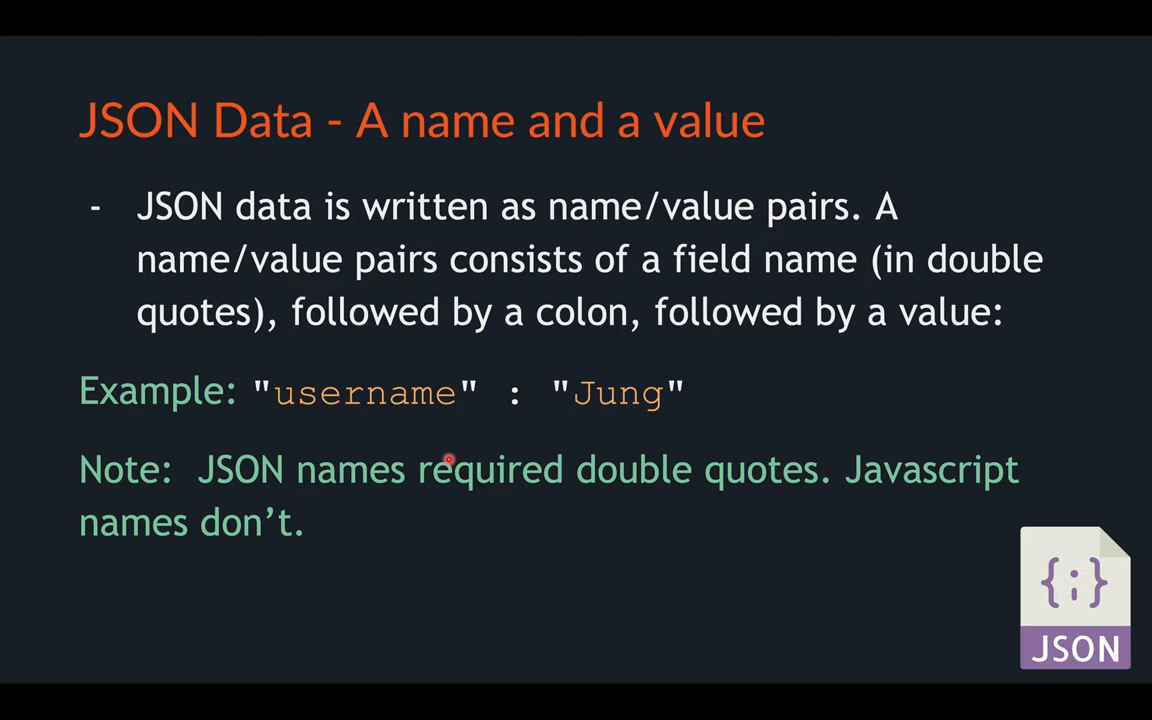 JSON Data - A name and a value
- JSON data is written as name/value pairs. A
name/value pairs consists of a field name (in double
quotes), followed by a colon, followed by a value:
Example: "username" : "Jung"
Note: JSON names required double quotes. Javascript
names don’t.
{;}
JSON